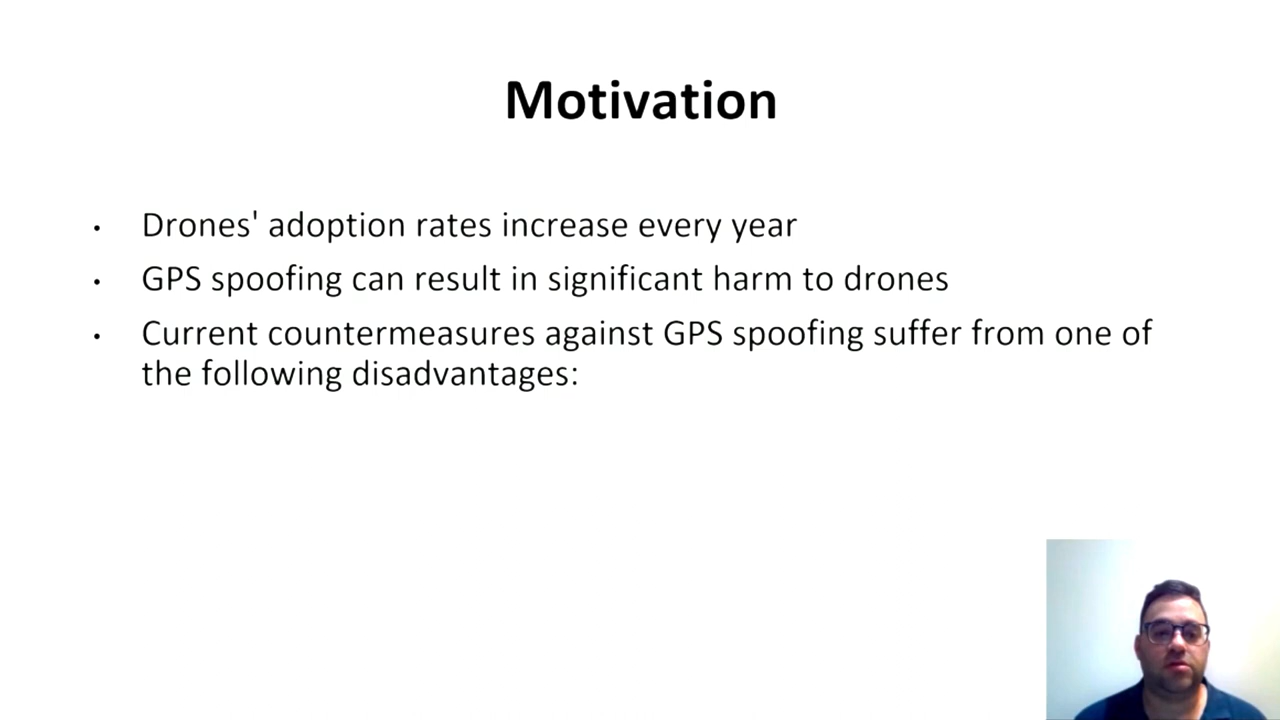 Motivation
• Drones' adoption rates increase every year
• GPS spoofing can result in significant harm to drones
• Current countermeasures against GPS spoofing suffer from one of
the following disadvantages: